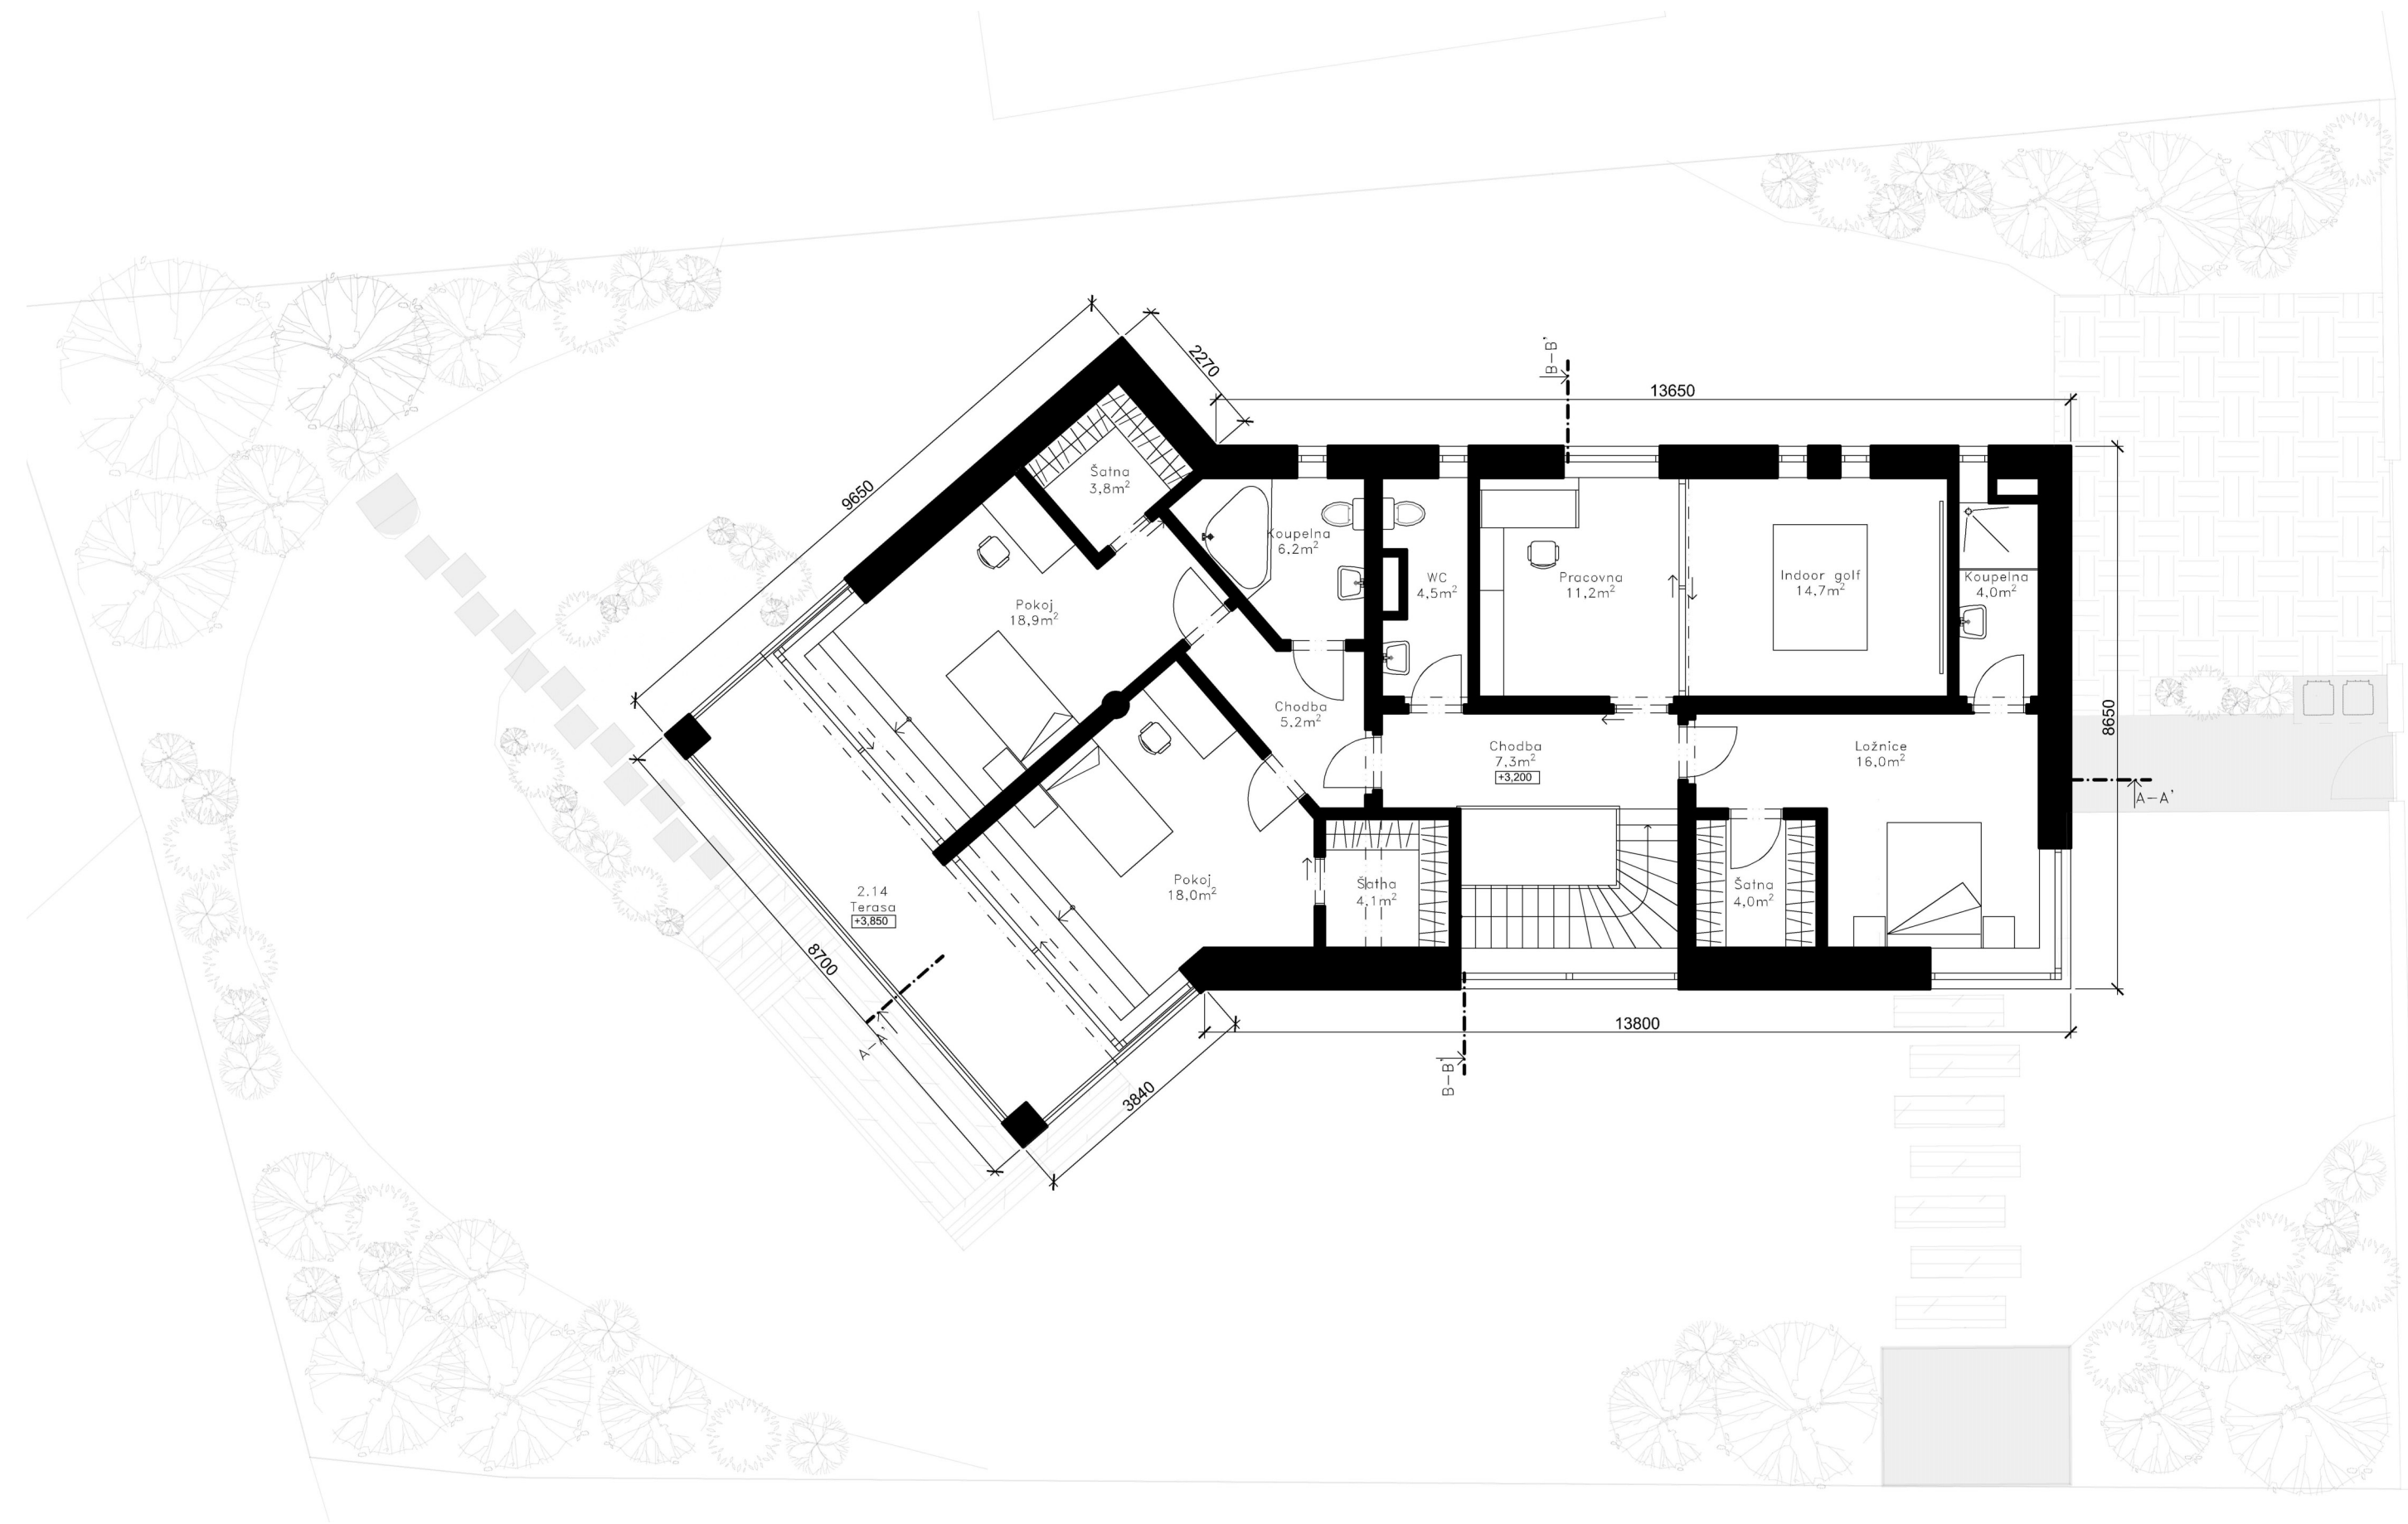 2270
B-B'
13650
9650
Šatna
3,8m²
Koupelna
6.2m²
WC
4,5m²
Pracovna
11,2m²
Indoor golf
14.7m²
Koupelna
4,0m²
Pokoj
18,9m²
Chodba
5.2m²
Chodba
7,3m²
+3,200
Ložnice
16,0m²
8650
A-A'
2.14
Terasa
+3,850
Pokoj
18,0m²
Šatna
4,1m²
Šatna
4,0m²
8700
A-A'
13800
B-B'
3840